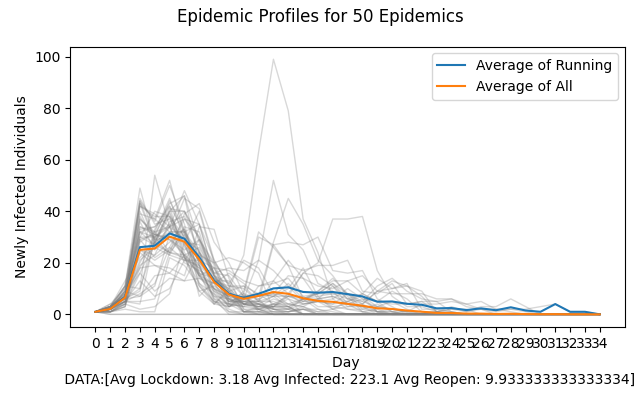 Epidemic Profiles for 50 Epidemics
Newly Infected Individuals
100
80
60
40
20
0
Average of Running
Average of All
0 1 2 3 4 5 6 7 8 9 10 11 12 13 14 15 16 17 18 19 20 21 22 23 24 25 26 27 28 29 30 31 32 33 34
Day
DATA:[Avg Lockdown: 3.18 Avg Infected: 223.1 Avg Reopen: 9.933333333333334]